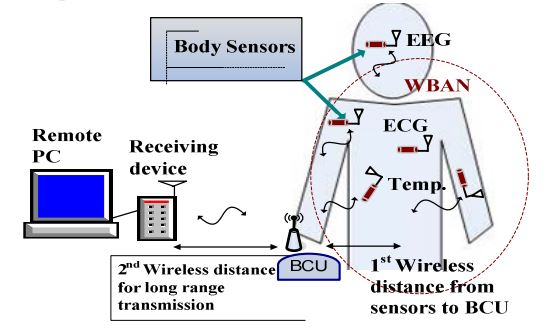 Body Sensors
EEG
WBAN
ECG
Remote
PC
Receiving
device
Temp.
BCU
2nd Wireless distance
for long range
transmission
1st Wireless
distance from
sensors to BCU